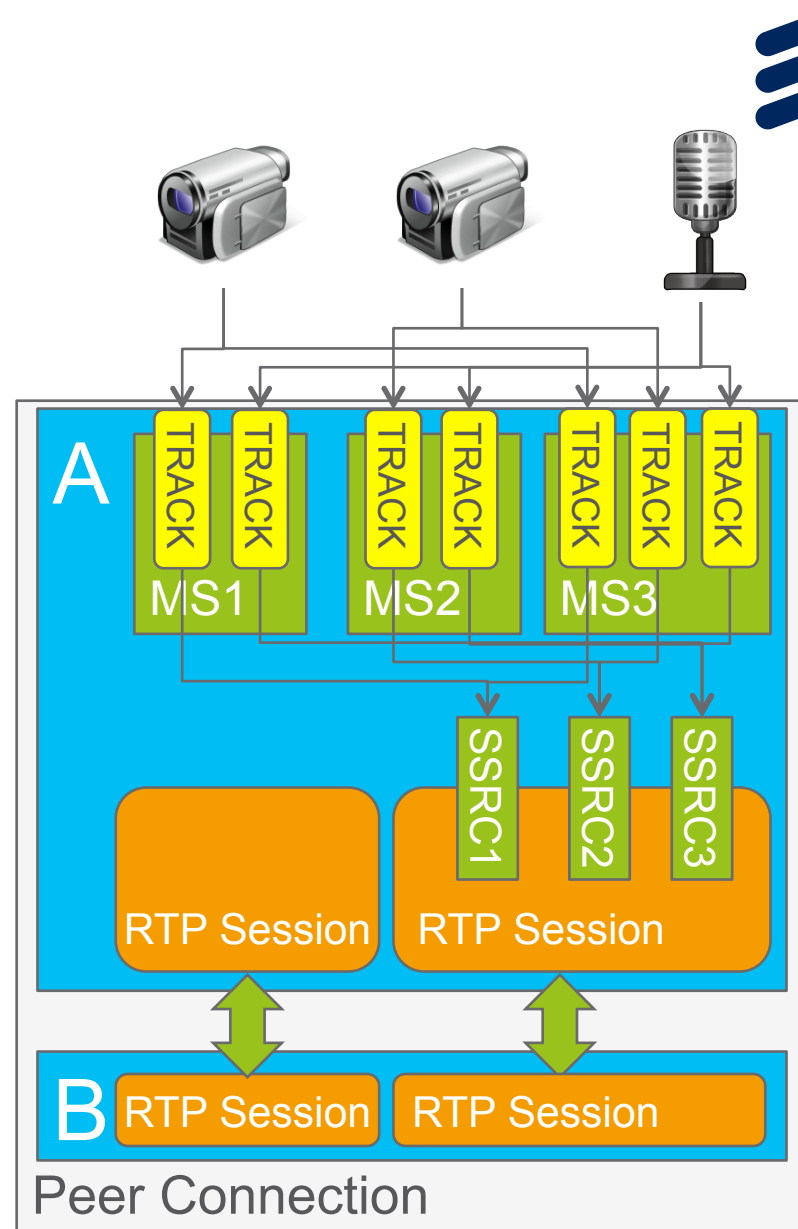 A
TRACK
TRACK
TRACK
TRACK
TRACK
TRACK
TRACK
MS1
MS2
MS3
SSRC1
SSRC2
SSRC3
RTP Session
RTP Session
B
RTP Session
RTP Session
Peer Connection